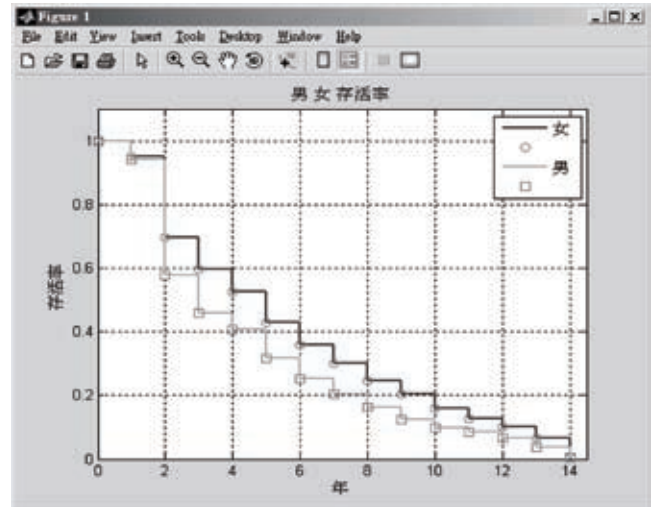 Figure 1
File Edit View Insert Tools Desktop Window Help
男 女 存活率
女
男
1
0.8
0.6
0.4
0.2
0
存活率
0 2 4 6 8 10 12 14
年